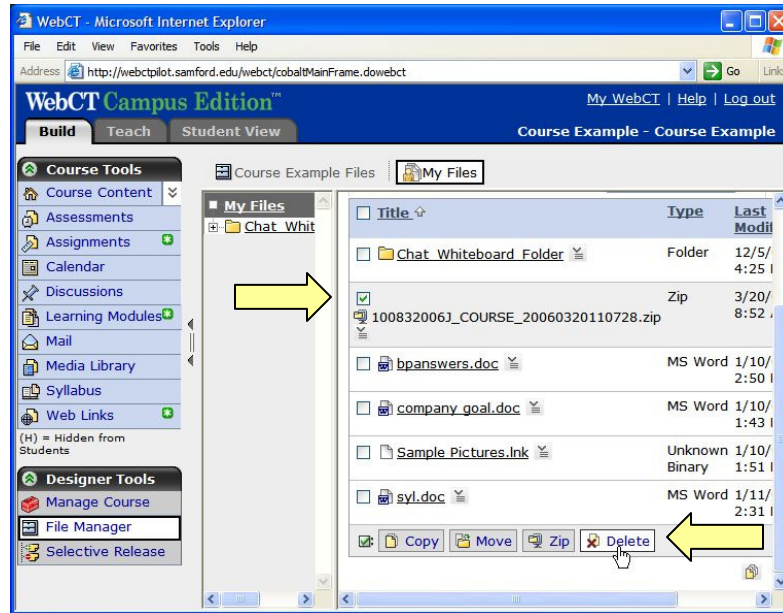 WebCT - Microsoft Internet Explorer
File Edit View Favorites Tools Help
Address http://webctpilot.samford.edu/webct/cobaltMainFrame.dowebct Go Link
WebCT Campus Edition™ My WebCT | Help | Log out
Build Teach Student View Course Example - Course Example
Course Tools
Course Content
Assessments
Assignments
Calendar
Discussions
Learning Modules
Mail
Media Library
Syllabus
Web Links
(H) = Hidden from
Students
Designer Tools
Manage Course
File Manager
Selective Release
Course Example Files My Files
My Files
Chat_Whit
Title Type Last
Modif
Chat_Whiteboard_Folder Folder 12/5/
4:25
Zip 3/20/
100832006J_COURSE_20060320110728.zip 8:52
bpanswers.doc MS Word 1/10/
2:50
company goal.doc MS Word 1/10/
1:43
Sample Pictures.lnk Unknown 1/10/
Binary 1:51
syl.doc MS Word 1/11/
2:31
Copy Move Zip Delete